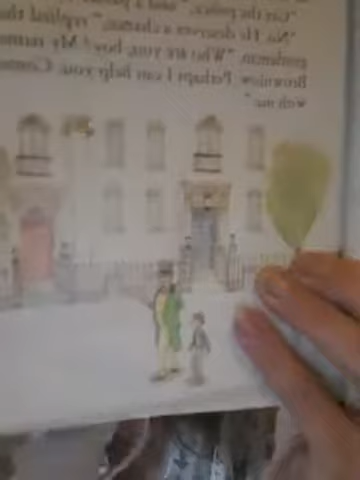 "Get the police," said a
"No. He deserves a chance," replied the
gentleman. "Who are you, boy? My name
Brownlow. Perhaps I can help you. Come
with me."